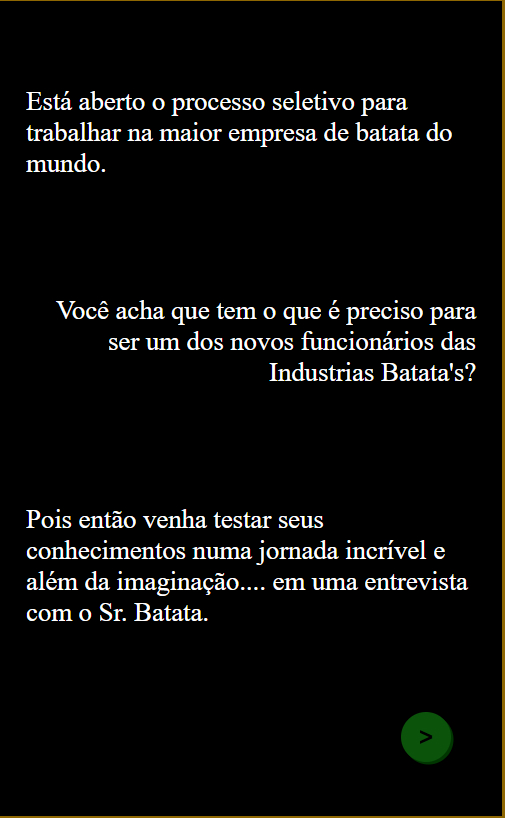 Está aberto o processo seletivo para
trabalhar na maior empresa de batata do
mundo.
Você acha que tem o que é preciso para
ser um dos novos funcionários das
Industrias Batata's?
Pois então venha testar seus
conhecimentos numa jornada incrível e
além da imaginação.... em uma entrevista
com o Sr. Batata.
>